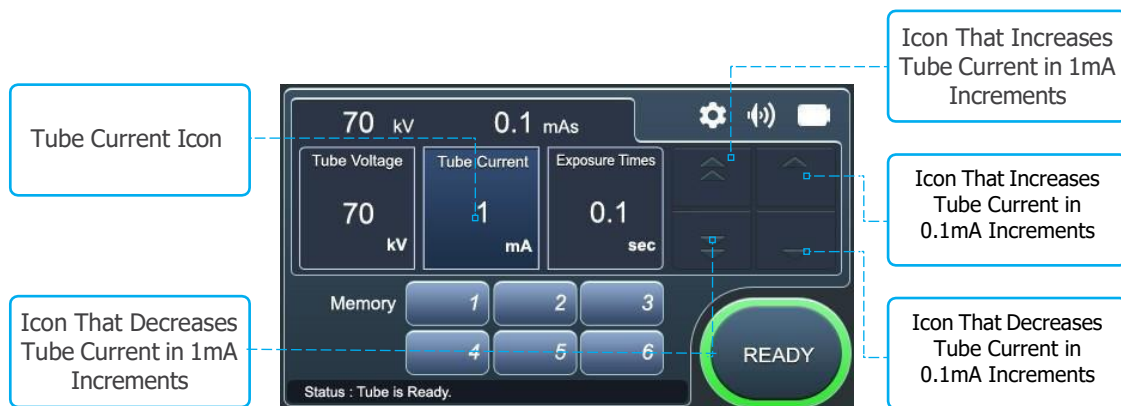 Icon That Increases
Tube Current in 1mA
Increments
Tube Current Icon
70 kV 0.1 mAs
Tube Voltage
70
kV
Tube Current
1
mA
Exposure Times
0.1
sec
Icon That Increases
Tube Current in
0.1mA Increments
Icon That Decreases
Tube Current in 1mA
Increments
Memory 1 2 3
4 5 6
READY
Status : Tube is Ready.
Icon That Decreases
Tube Current in
0.1mA Increments